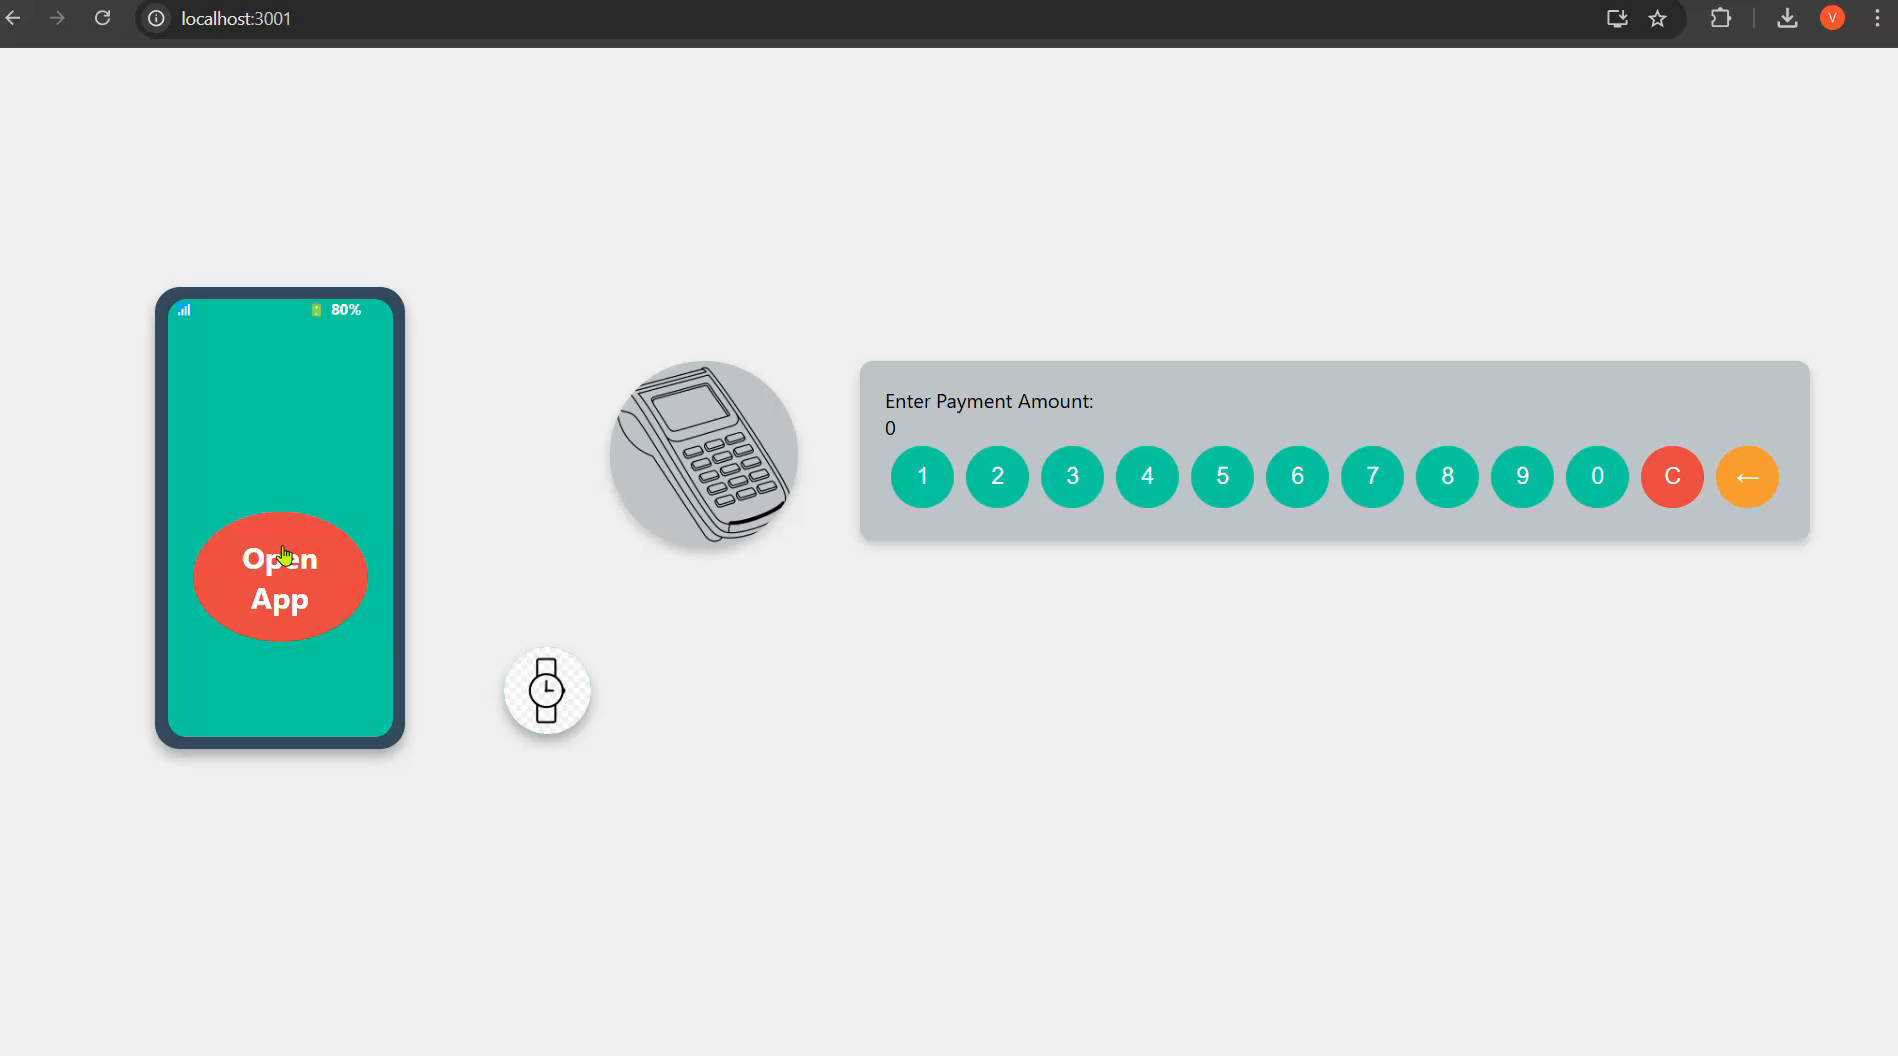 localhost:3001
V
80%
Open
App
Enter Payment Amount:
0
1 2 3 4 5 6 7 8 9 0 C ←